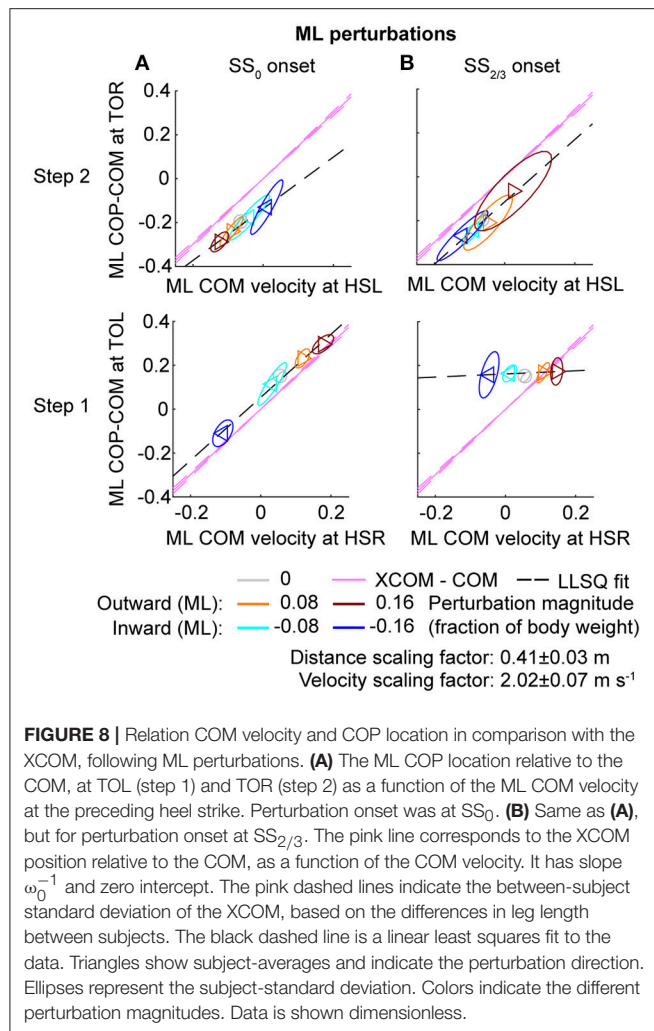 ML perturbations
A SS0 onset
B SS2/3 onset
Step 2
ML COP-COM at TOR
0.4
0.2
0
-0.2
-0.4
ML COM velocity at HSL
ML COM velocity at HSL
Step 1
ML COP-COM at TOL
0.4
0.2
0
-0.2
-0.4
-0.2 0 0.2
-0.2 0 0.2
ML COM velocity at HSR
ML COM velocity at HSR
0 XCOM - COM LLSQ fit
Outward (ML): 0.08 0.16 Perturbation magnitude
Inward (ML): -0.08 -0.16 (fraction of body weight)
Distance scaling factor: 0.41±0.03 m
Velocity scaling factor: 2.02±0.07 m s-1
FIGURE 8 | Relation COM velocity and COP location in comparison with the
XCOM, following ML perturbations. (A) The ML COP location relative to the
COM, at TOL (step 1) and TOR (step 2) as a function of the ML COM velocity
at the preceding heel strike. Perturbation onset was at SS0. (B) Same as (A),
but for perturbation onset at SS2/3. The pink line corresponds to the XCOM
position relative to the COM, as a function of the COM velocity. It has slope
ω0−1 and zero intercept. The pink dashed lines indicate the between-subject
standard deviation of the XCOM, based on the differences in leg length
between subjects. The black dashed line is a linear least squares fit to the
data. Triangles show subject-averages and indicate the perturbation direction.
Ellipses represent the subject-standard deviation. Colors indicate the different
perturbation magnitudes. Data is shown dimensionless.